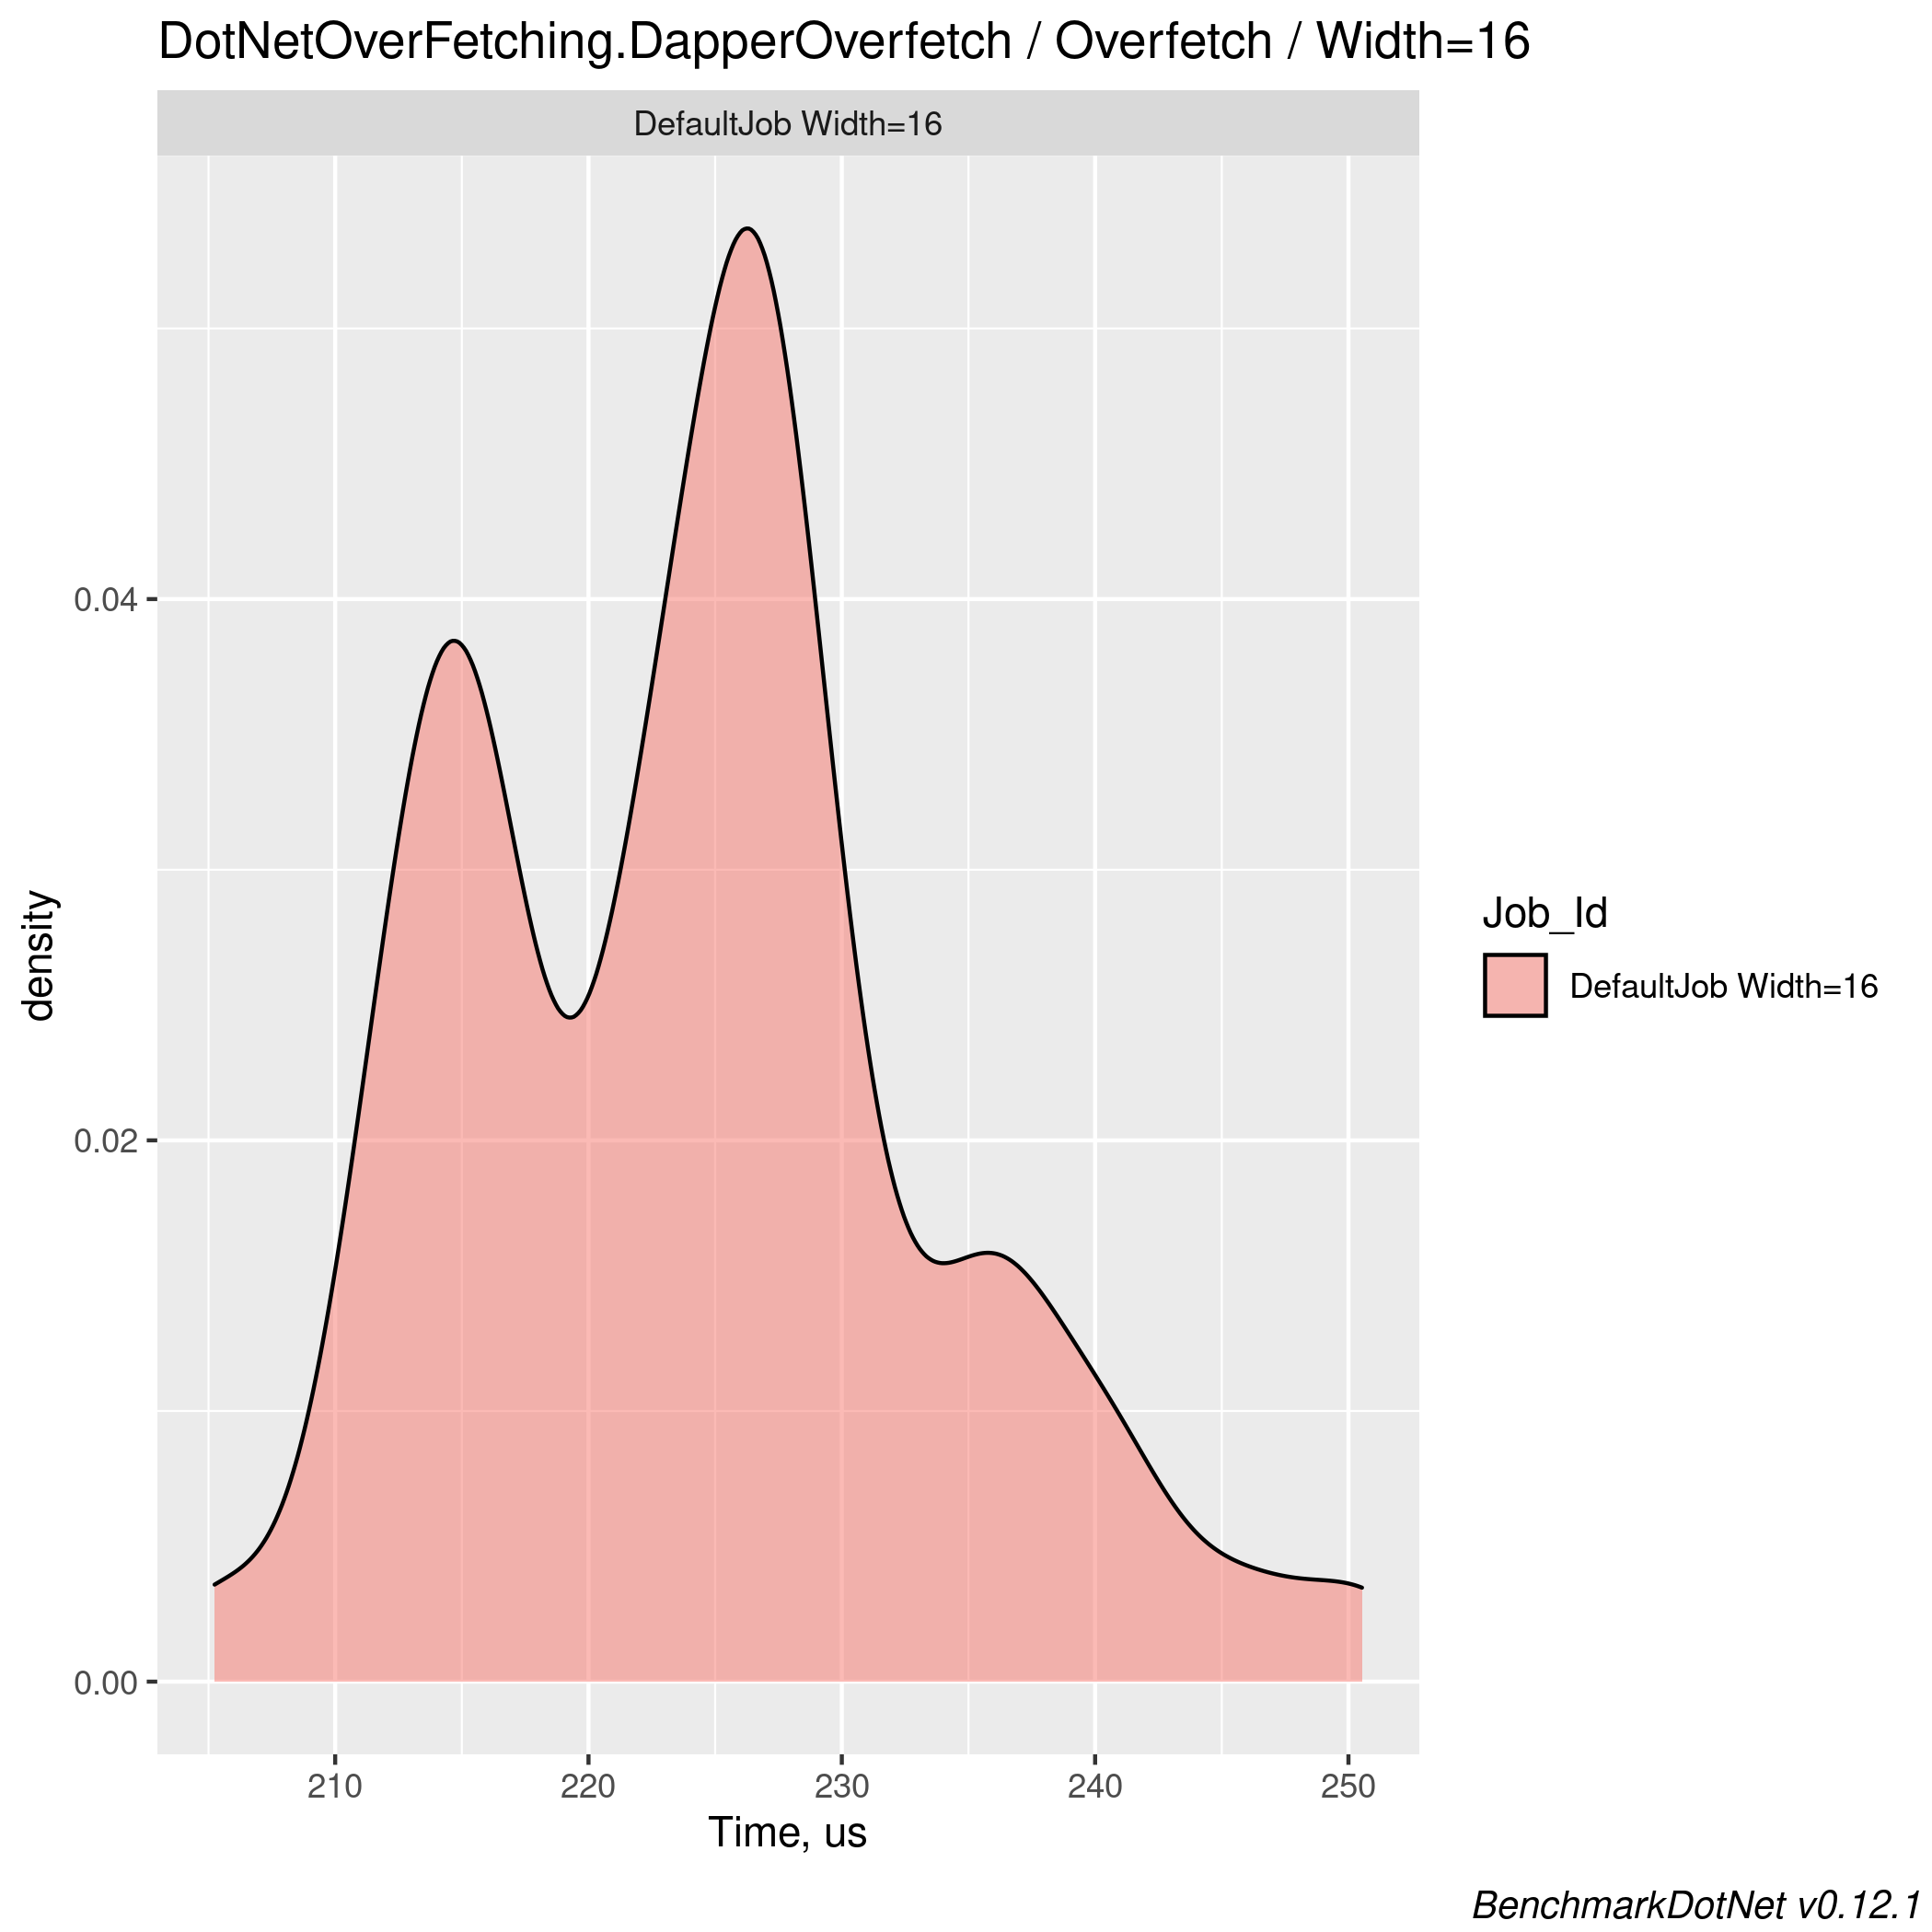 DotNetOverFetching.DapperOverfetch / Overfetch / Width=16
DefaultJob Width=16
density
0.04
0.02
0.00
210
220
230
240
250
Time, us
Job_Id
DefaultJob Width=16
BenchmarkDotNet v0.12.1